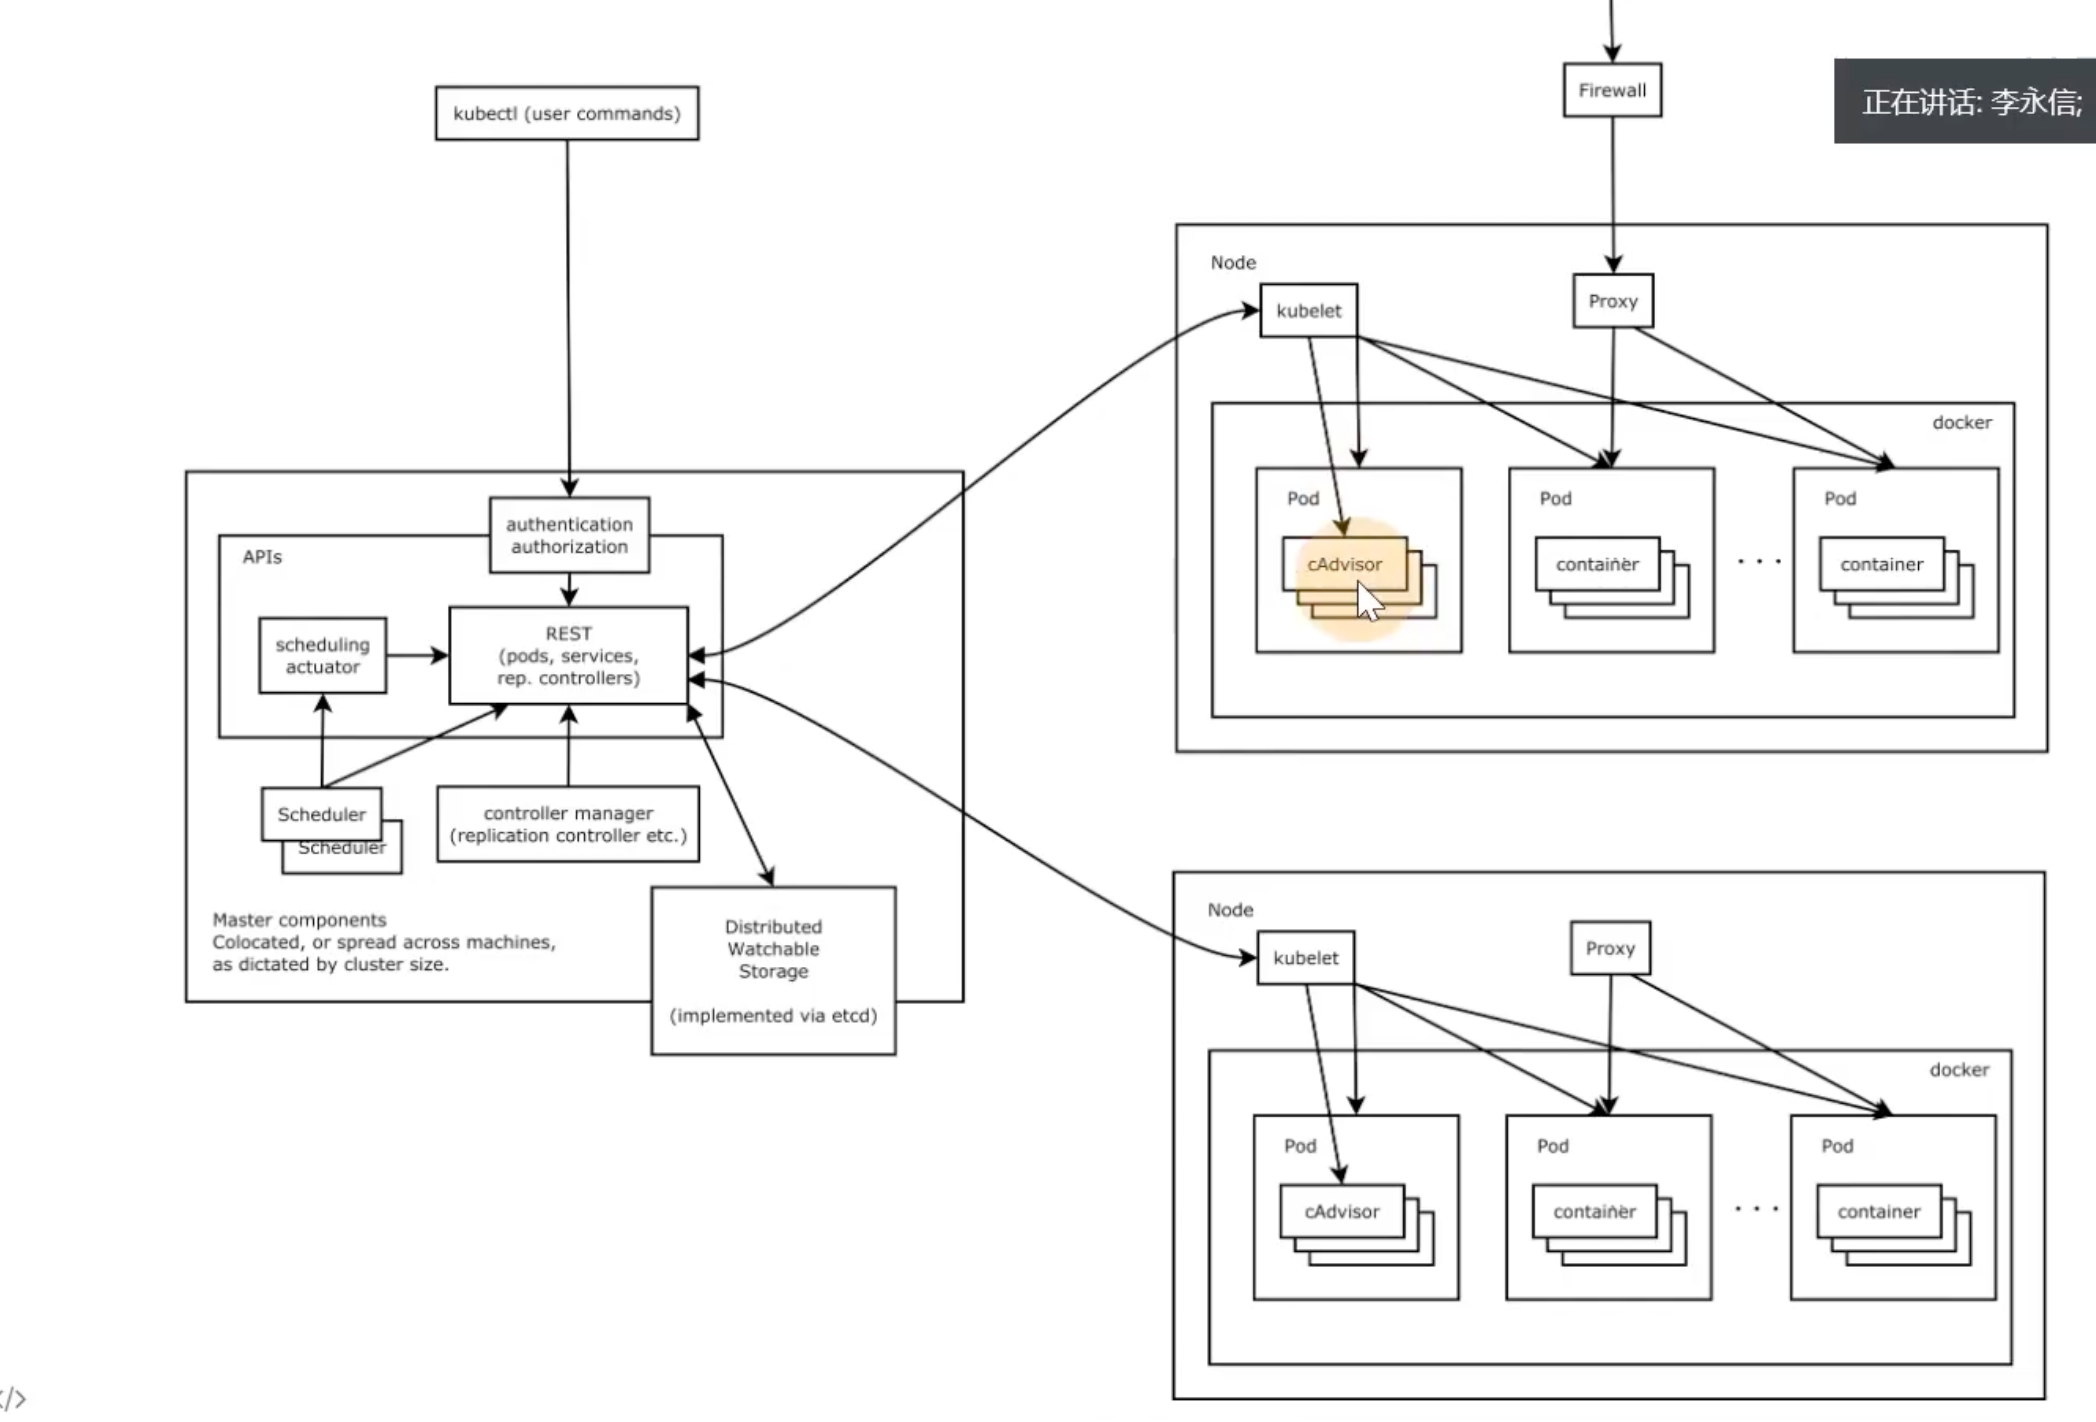 kubectl (user commands)
Firewall
正在讲话: 李永信;
Node
kubelet
Proxy
docker
Pod
cAdvisor
Pod
container
. . .
Pod
container
authentication
authorization
APIs
scheduling
actuator
REST
(pods, services,
rep. controllers)
Scheduler
Scheduler
controller manager
(replication controller etc.)
Master components
Colocated, or spread across machines,
as dictated by cluster size.
Distributed
Watchable
Storage
(implemented via etcd)
Node
kubelet
Proxy
docker
Pod
cAdvisor
Pod
container
. . .
Pod
container
</>